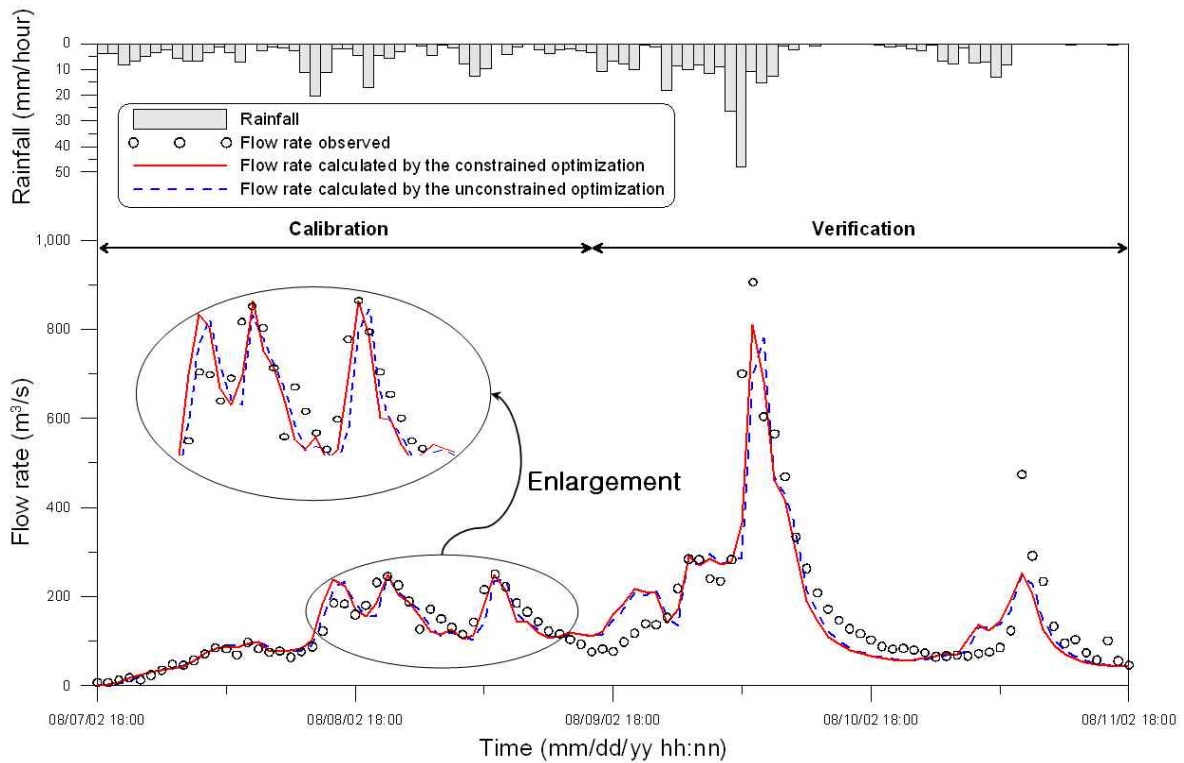 Rainfall (mm/hour)
0
10
20
30
40
50
Rainfall
Flow rate observed
Flow rate calculated by the constrained optimization
Flow rate calculated by the unconstrained optimization
Calibration
Verification
Flow rate (m³/s)
1,000
800
600
400
200
0
Enlargement
08/07/02 18:00
08/08/02 18:00
08/09/02 18:00
08/10/02 18:00
08/11/02 18:00
Time (mm/dd/yy hh:nn)